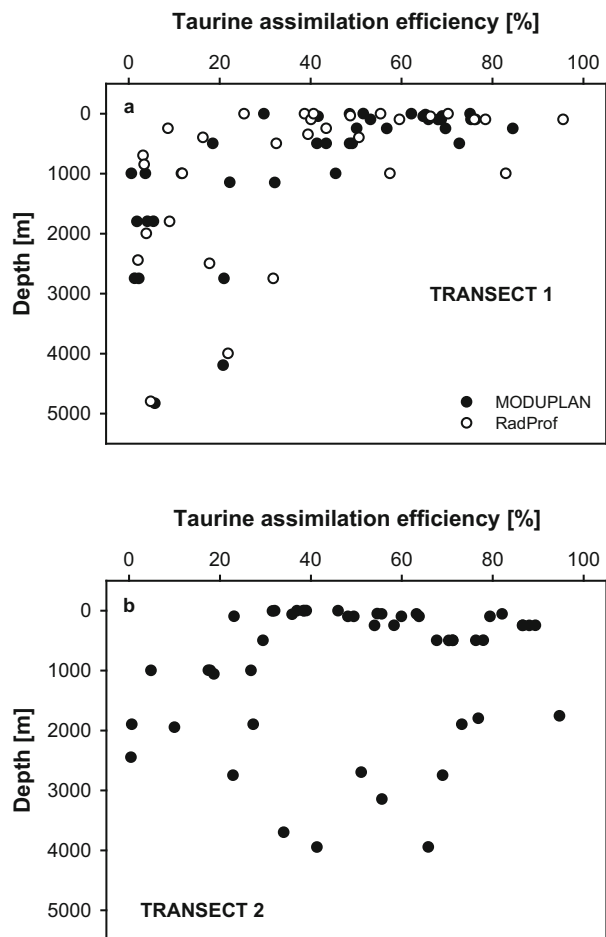 Taurine assimilation efficiency [%]
0 20 40 60 80 100
a
0
1000
2000
3000
4000
5000
Depth [m]
TRANSECT 1
MODUPLAN
RadProf
Taurine assimilation efficiency [%]
0 20 40 60 80 100
b
0
1000
2000
3000
4000
5000
Depth [m]
TRANSECT 2